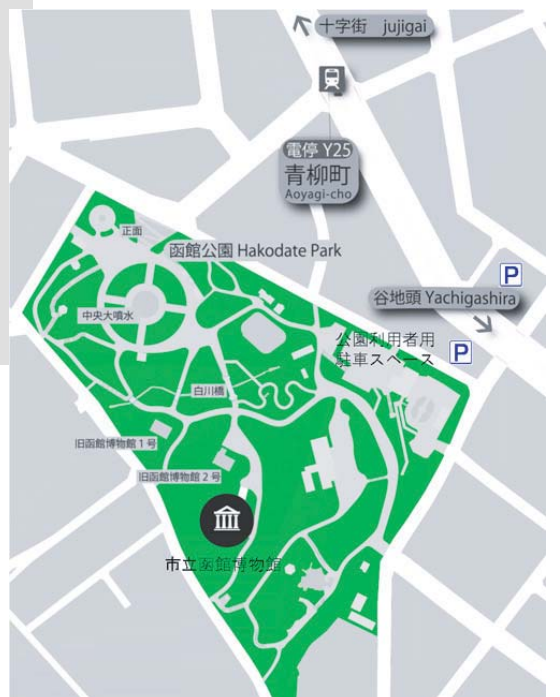 十字街 jujigai
電停 Y25
青柳町
Aoyagi-cho
正面
函館公園 Hakodate Park
P
谷地頭 Yachigashira
中央大噴水
公園利用者用
駐車スペース
P
白川橋
旧函館博物館1号
旧函館博物館2号
市立函館博物館